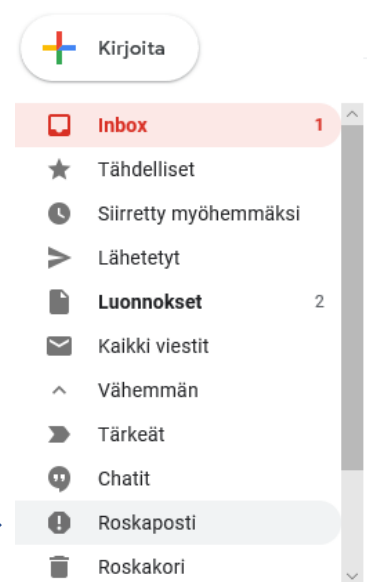 Kirjoita
Inbox 1
Tähdelliset
Siirretty myöhemmäksi
Lähetetyt
Luonnokset 2
Kaikki viestit
Vähemmän
Tärkeät
Chatit
Roskaposti
Roskakori